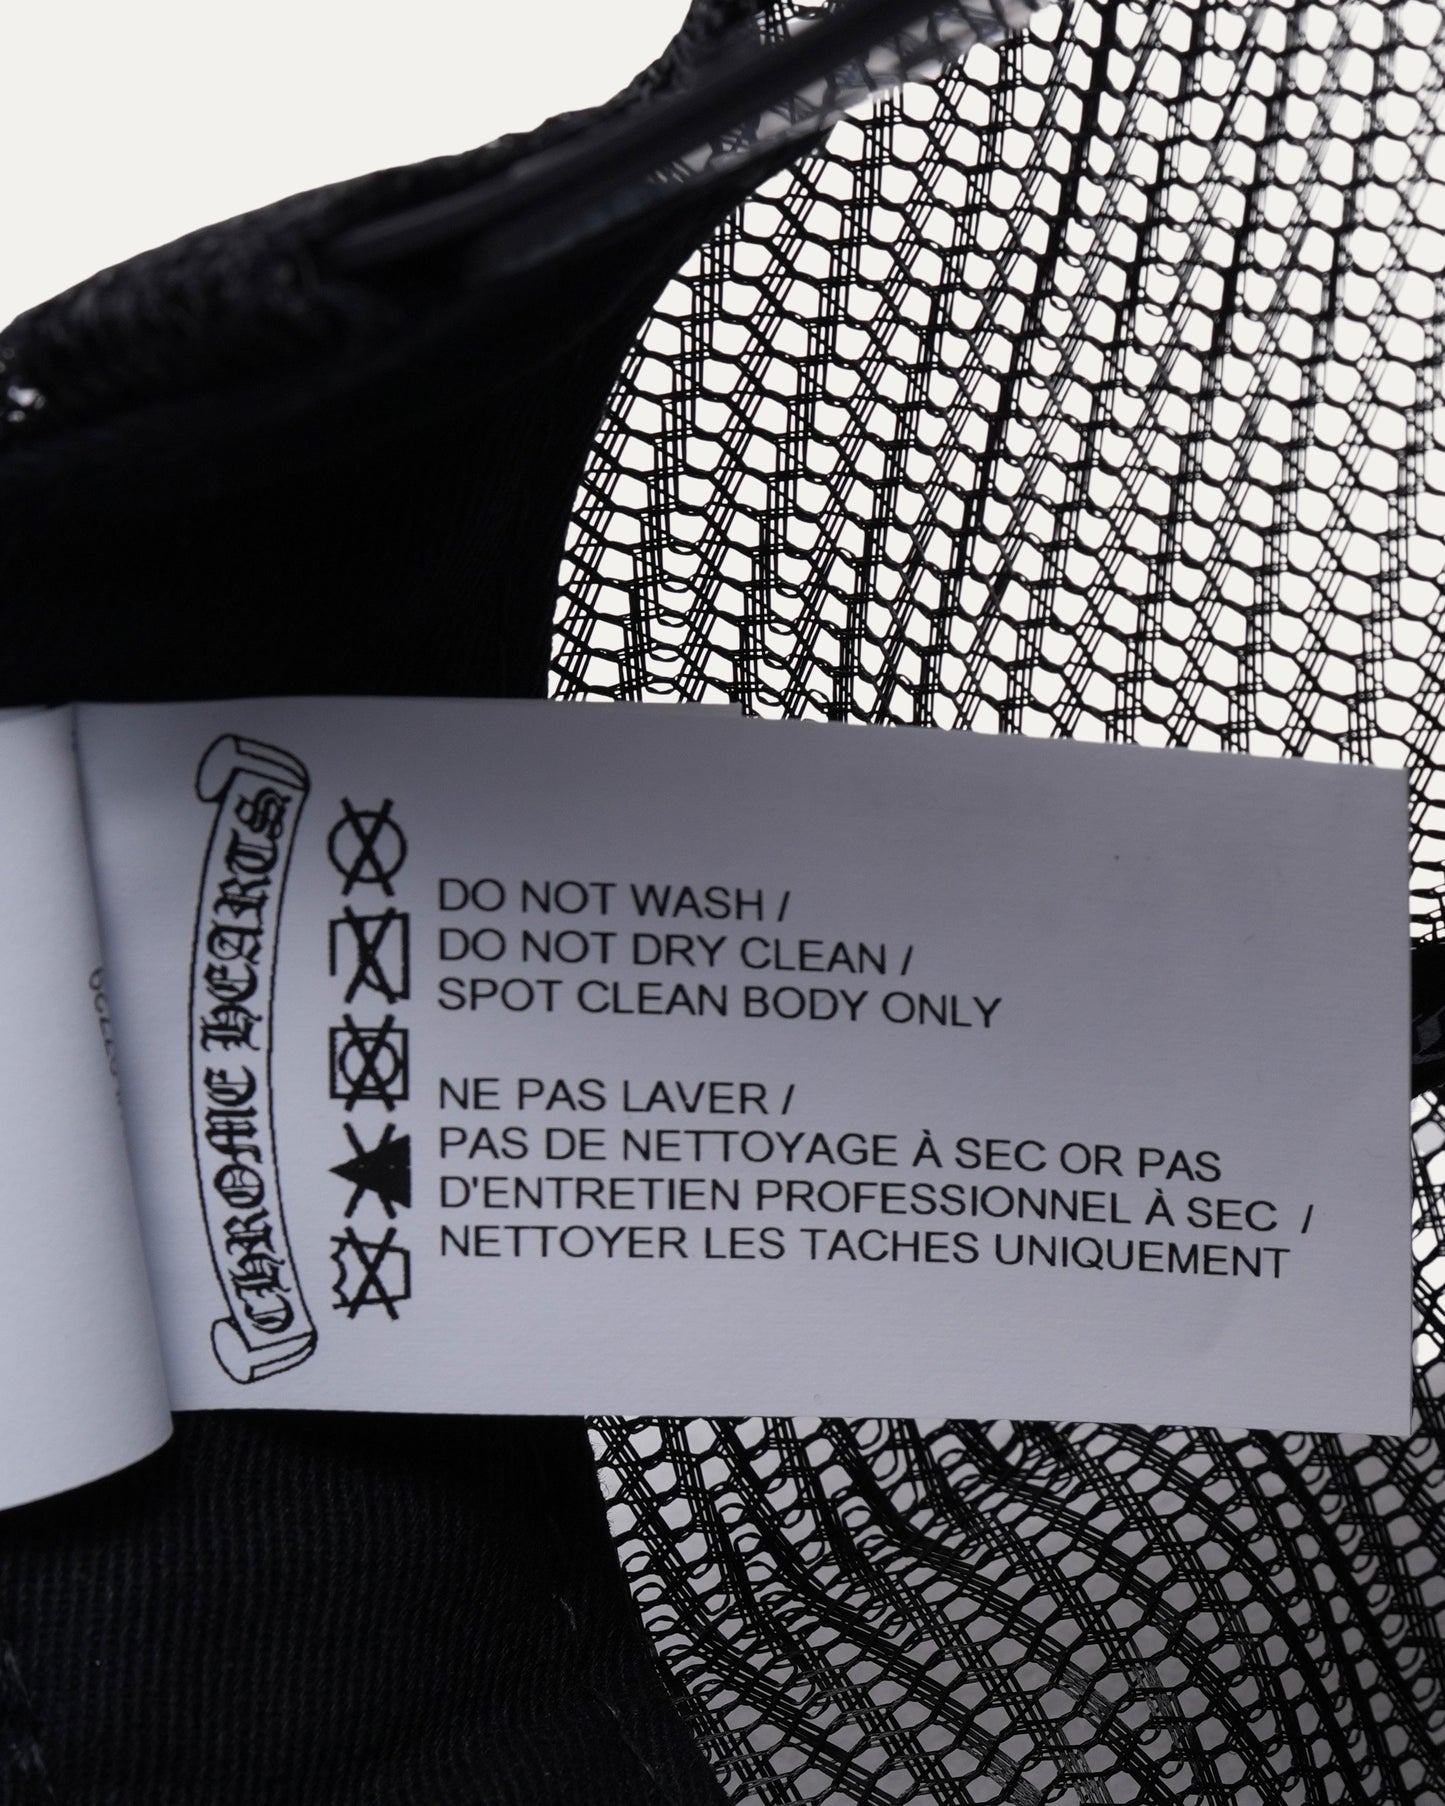 CHROME HEARTS
DO NOT WASH /
DO NOT DRY CLEAN /
SPOT CLEAN BODY ONLY
NE PAS LAVER /
PAS DE NETTOYAGE À SEC OR PAS
D'ENTRETIEN PROFESSIONNEL À SEC /
NETTOYER LES TACHES UNIQUEMENT